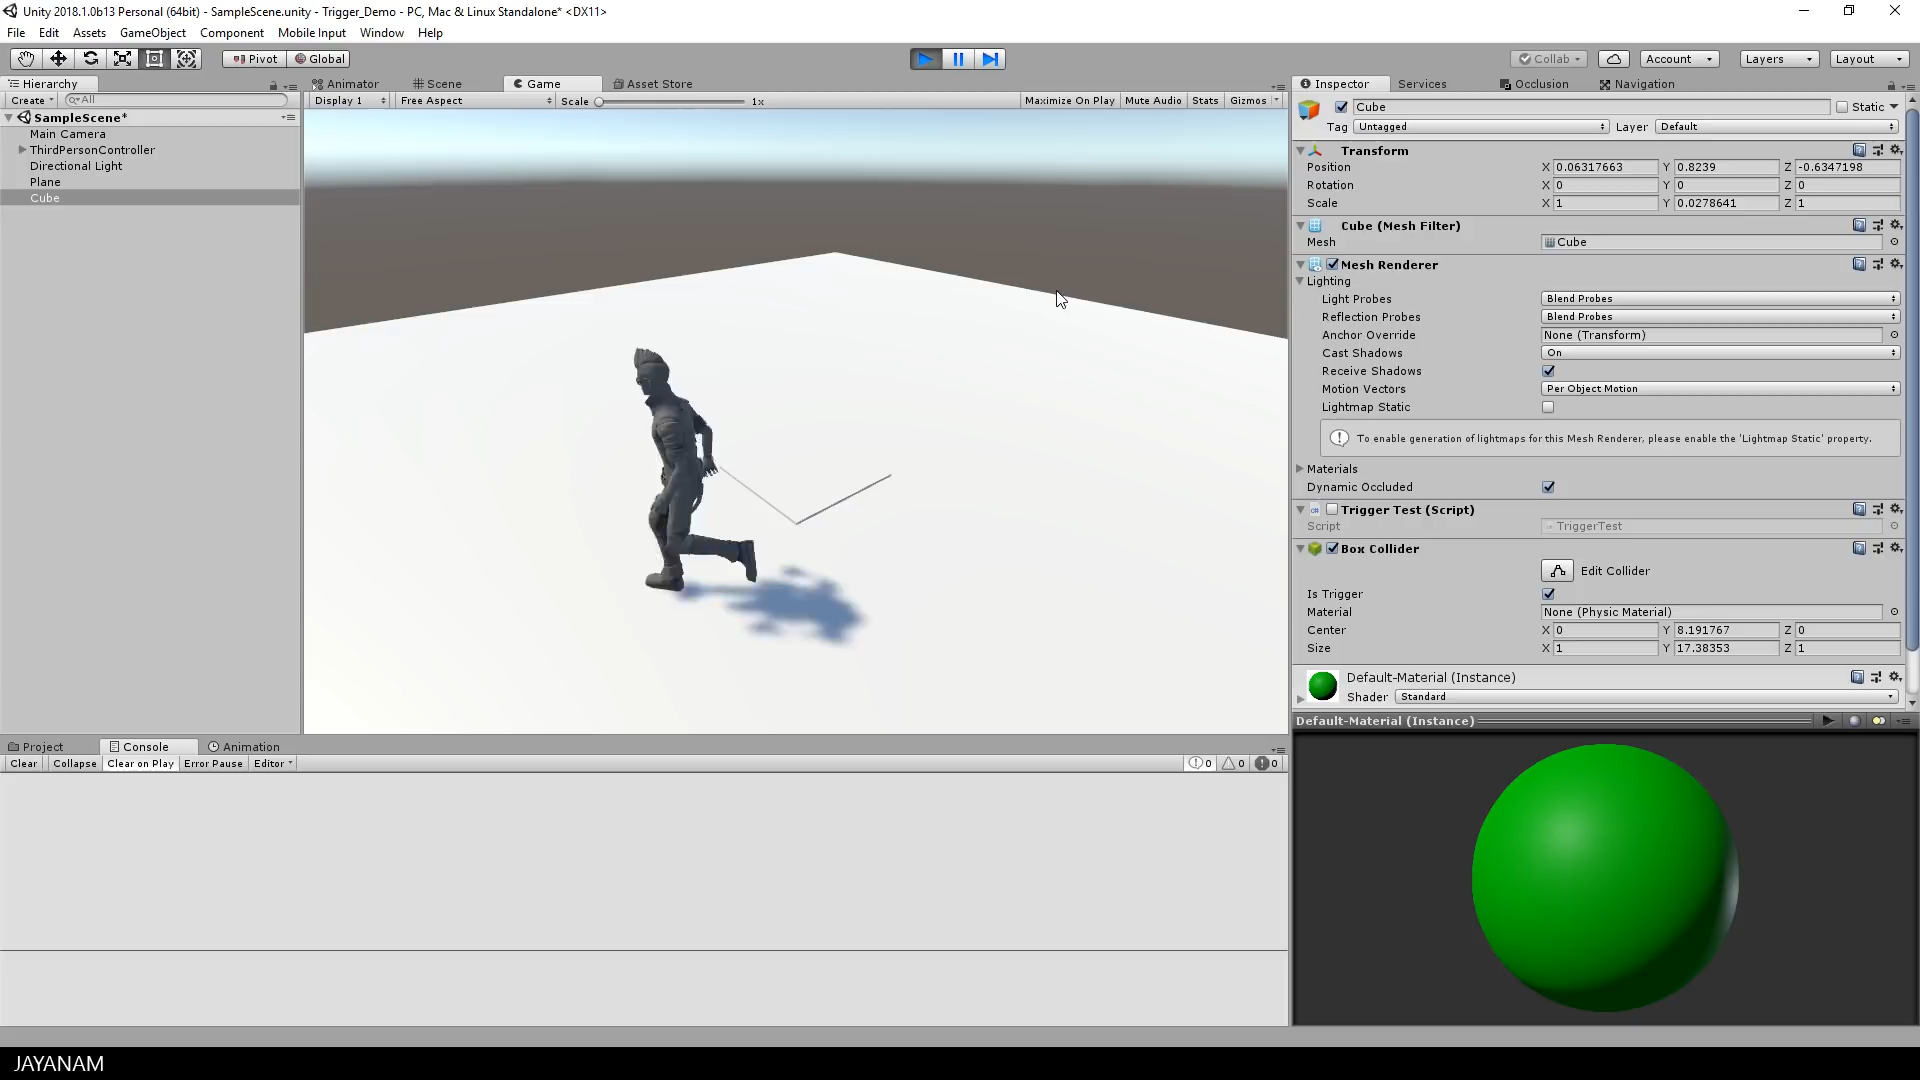 Unity 2018.1.0b13 Personal (64bit) - SampleScene.unity - Trigger_Demo - PC, Mac & Linux Standalone* <DX11>
File Edit Assets GameObject Component Mobile Input Window Help
Pivot Global Collab Account Layers Layout
Hierarchy
Create All
SampleScene*
Main Camera
ThirdPersonController
Directional Light
Plane
Cube
Animator Scene Game Asset Store
Display 1 Free Aspect Scale 1x Maximize On Play Mute Audio Stats Gizmos
Inspector Services Occlusion Navigation
Cube Static
Tag Untagged Layer Default
Transform
Position X 0.06317663 Y 0.8239 Z -0.6347198
Rotation X 0 Y 0 Z 0
Scale X 1 Y 0.0278641 Z 1
Cube (Mesh Filter)
Mesh Cube
Mesh Renderer
Lighting
Light Probes Blend Probes
Reflection Probes Blend Probes
Anchor Override None (Transform)
Cast Shadows On
Receive Shadows
Motion Vectors Per Object Motion
Lightmap Static
To enable generation of lightmaps for this Mesh Renderer, please enable the 'Lightmap Static' property.
Materials
Dynamic Occluded
Trigger Test (Script)
Script TriggerTest
Box Collider
Edit Collider
Is Trigger
Material None (Physic Material)
Center X 0 Y 8.191767 Z 0
Size X 1 Y 17.38353 Z 1
Default-Material (Instance)
Shader Standard
Default-Material (Instance)
Project Console Animation
Clear Collapse Clear on Play Error Pause Editor 0 0 0
JAYANAM